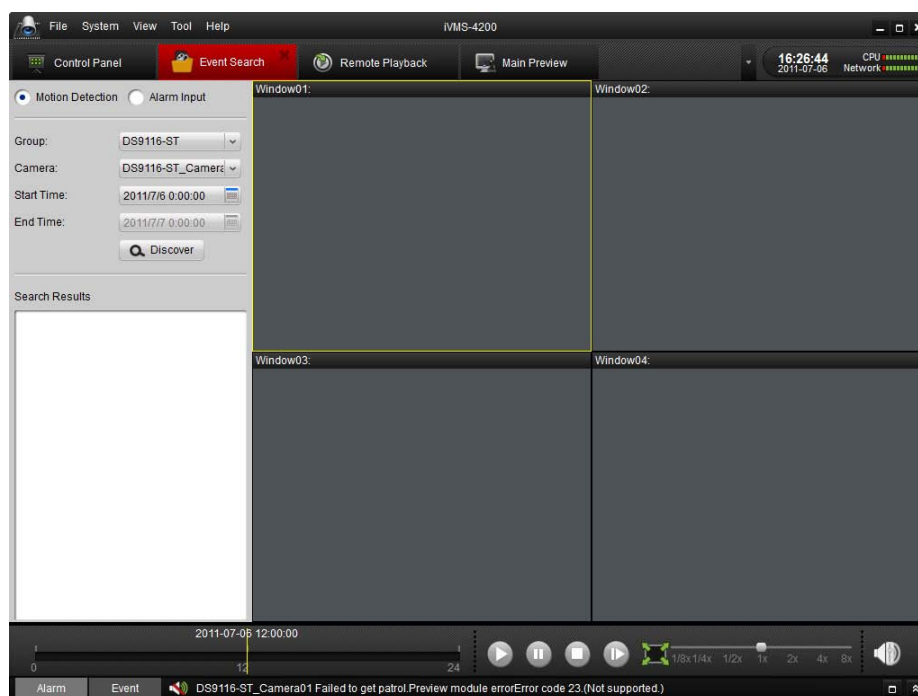 File System View Tool Help iVMS-4200
Control Panel Event Search Remote Playback Main Preview 16:26:44 CPU
2011-07-06 Network
Motion Detection Alarm Input
Window01: Window02:
Group: DS9116-ST
Camera: DS9116-ST_Camera
Start Time: 2011/7/6 0:00:00
End Time: 2011/7/7 0:00:00
Discover
Search Results
Window03: Window04:
2011-07-06 12:00:00
0 12 24
1/8x 1/4x 1/2x 1x 2x 4x 8x
Alarm Event DS9116-ST_Camera01 Failed to get patrol.Preview module errorError code 23.(Not supported.)